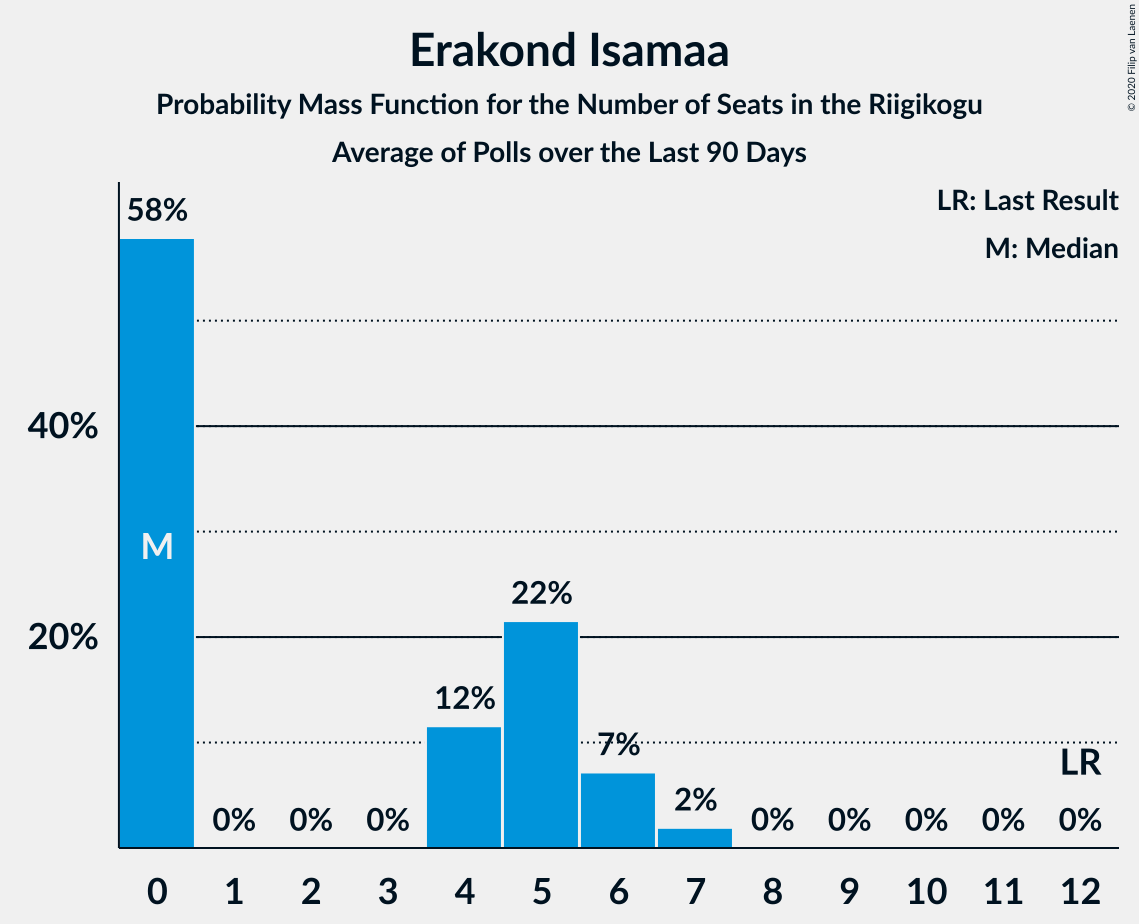 Erakond Isamaa
Probability Mass Function for the Number of Seats in the Riigikogu
Average of Polls over the Last 90 Days
© 2020 Filip van Laenen
LR: Last Result
M: Median
58%
40%
M
22%
20%
12%
7%
LR
2%
0% 0% 0% 0% 0% 0% 0% 0%
0 1 2 3 4 5 6 7 8 9 10 11 12